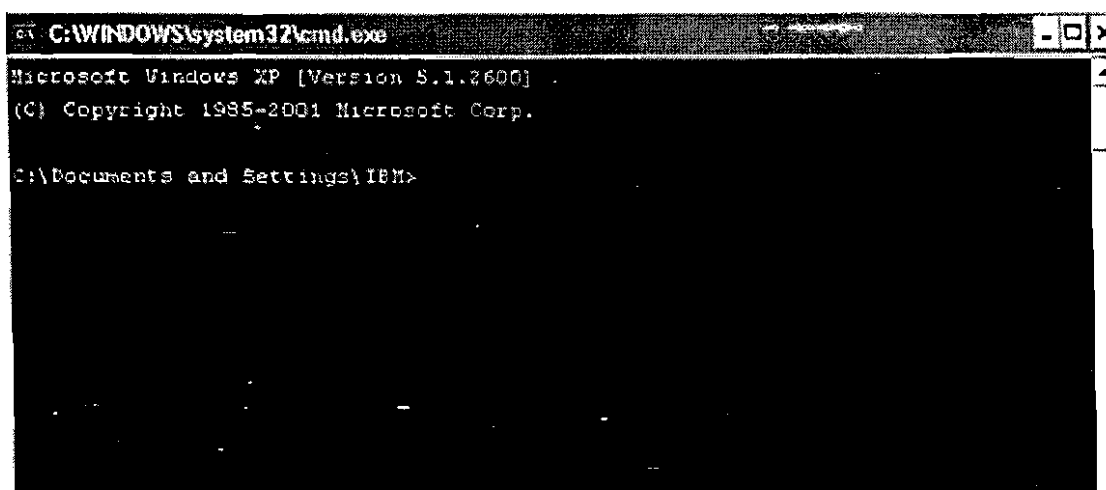 C:\WINDOWS\system32\cmd.exe
Microsoft Windows XP [Version 5.1.2600]
(C) Copyright 1985-2001 Microsoft Corp.
C:\Documents and Settings\IBM>